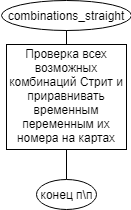 combinations_straight
Проверка всех
возможных
комбинаций Стрит и
приравнивать
временным
переменным их
номера на картах
конец п\п